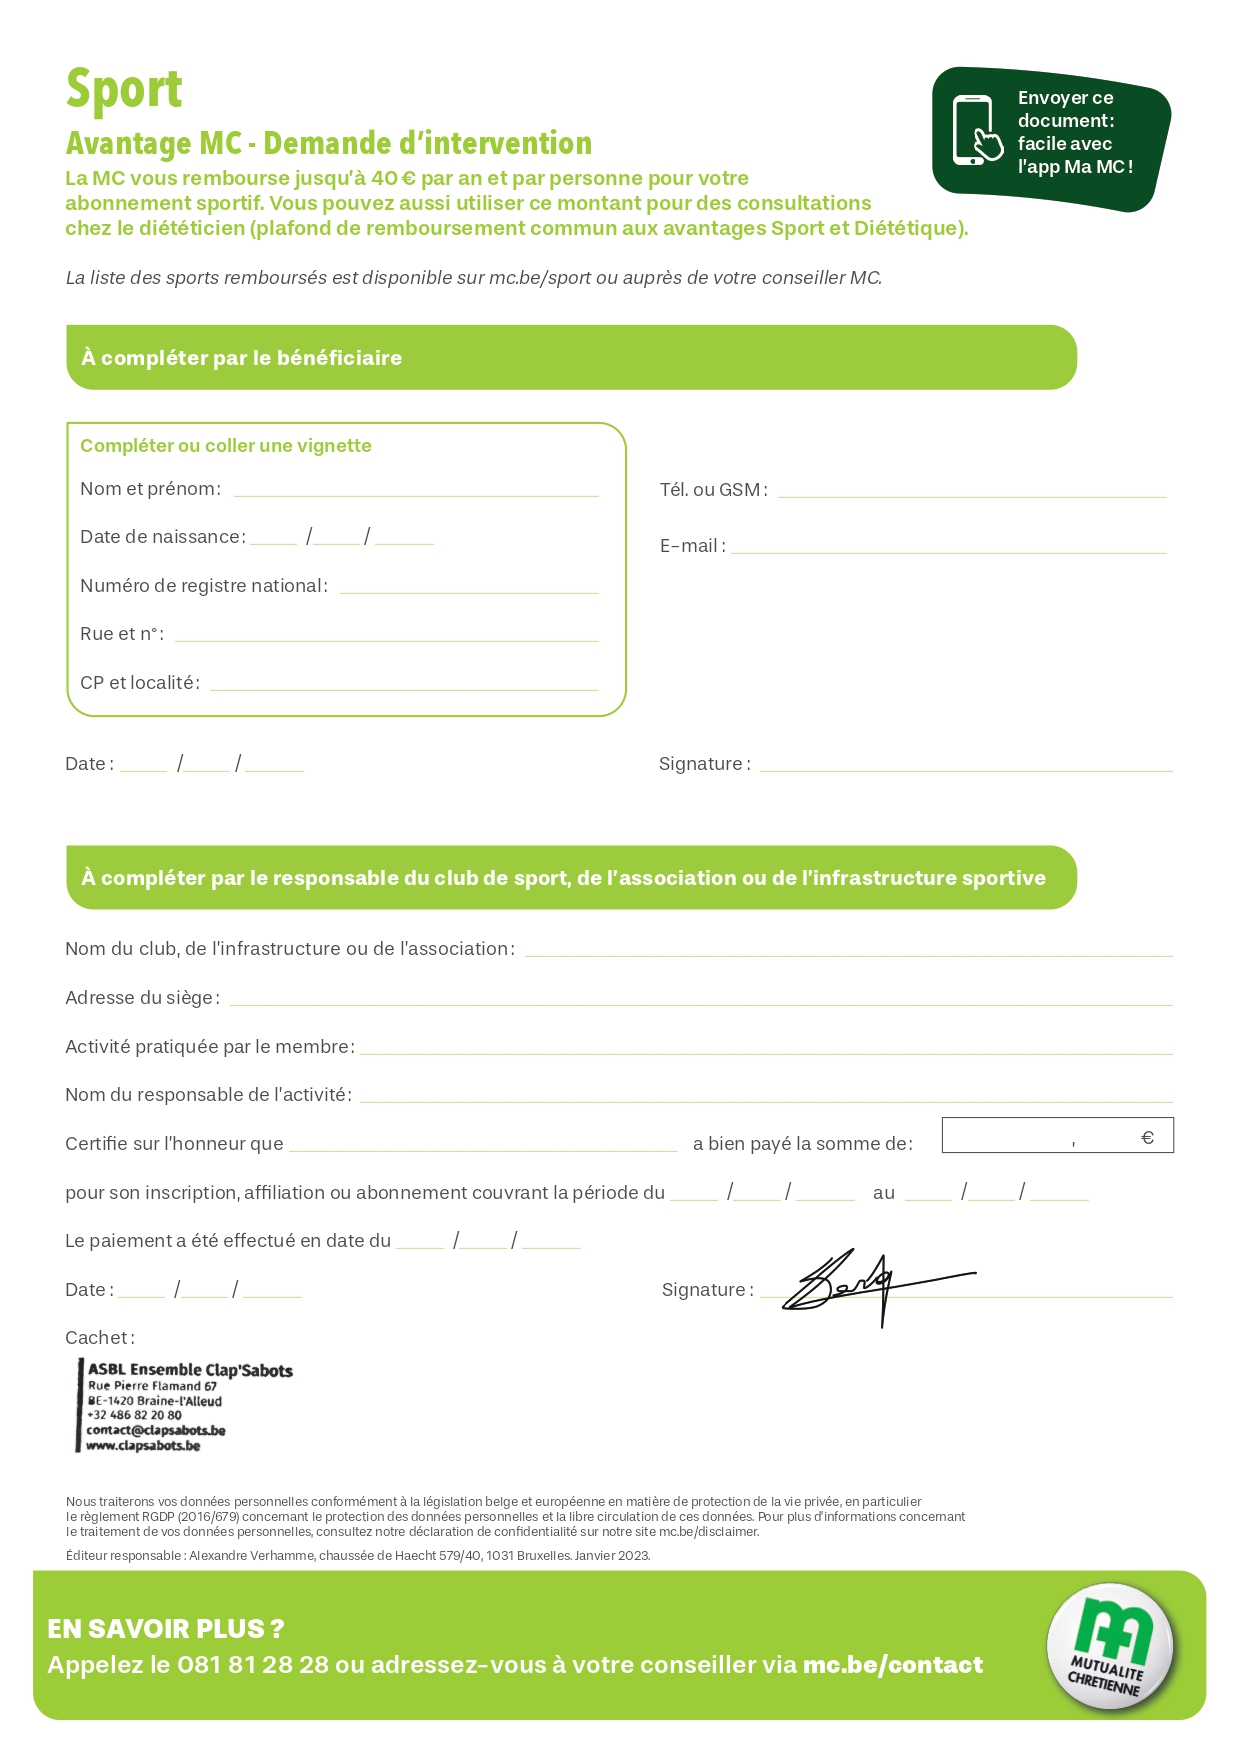 Sport
Avantage MC - Demande d'intervention
La MC vous rembourse jusqu'à 40 € par an et par personne pour votre
abonnement sportif. Vous pouvez aussi utiliser ce montant pour des consultations
chez le diététicien (plafond de remboursement commun aux avantages Sport et Diététique).
Envoyer ce
document :
facile avec
l'app Ma MC !
La liste des sports remboursés est disponible sur mc.be/sport ou auprès de votre conseiller MC.
À compléter par le bénéficiaire
Compléter ou coller une vignette
Nom et prénom :
Date de naissance : / /
Numéro de registre national :
Rue et n° :
CP et localité :
Tél. ou GSM :
E-mail :
Date : / / Signature :
À compléter par le responsable du club de sport, de l'association ou de l'infrastructure sportive
Nom du club, de l'infrastructure ou de l'association :
Adresse du siège :
Activité pratiquée par le membre :
Nom du responsable de l'activité :
Certifie sur l'honneur que a bien payé la somme de : , €
pour son inscription, affiliation ou abonnement couvrant la période du / / au / /
Le paiement a été effectué en date du / /
Date : / / Signature :
Cachet :
ASBL Ensemble Clap'Sabots
Rue Pierre Flamand 67
BE-1420 Braine-l'Alleud
+32 486 82 20 80
contact@clapsabots.be
www.clapsabots.be
Nous traiterons vos données personnelles conformément à la législation belge et européenne en matière de protection de la vie privée, en particulier
le règlement RGDP (2016/679) concernant le protection des données personnelles et la libre circulation de ces données. Pour plus d'informations concernant
le traitement de vos données personnelles, consultez notre déclaration de confidentialité sur notre site mc.be/disclaimer.
Éditeur responsable : Alexandre Verhamme, chaussée de Haecht 579/40, 1031 Bruxelles. Janvier 2023.
EN SAVOIR PLUS ?
Appelez le 081 81 28 28 ou adressez-vous à votre conseiller via mc.be/contact
MUTUALITE
CHRETIENNE